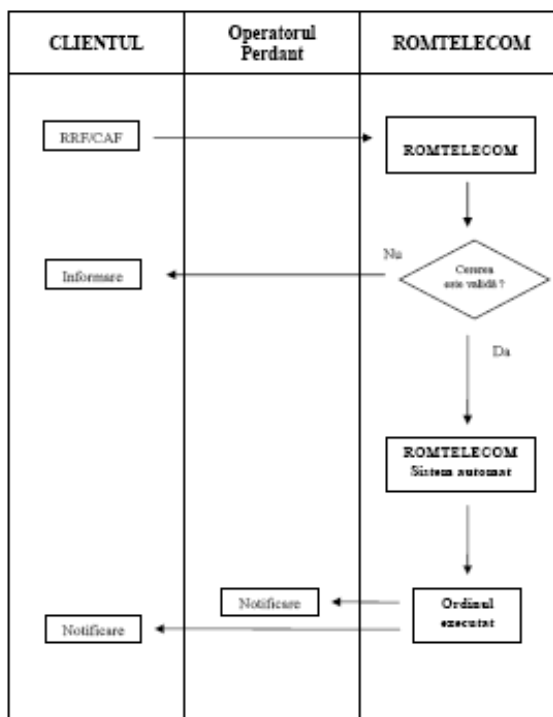 CLIENTUL
Operatorul
Perdant
ROMTELECOM
RRF/CAF
ROMTELECOM
Nu
Cererea
este validă ?
Informare
Da
ROMTELECOM
Sistem automat
Notificare
Ordinul
executat
Notificare